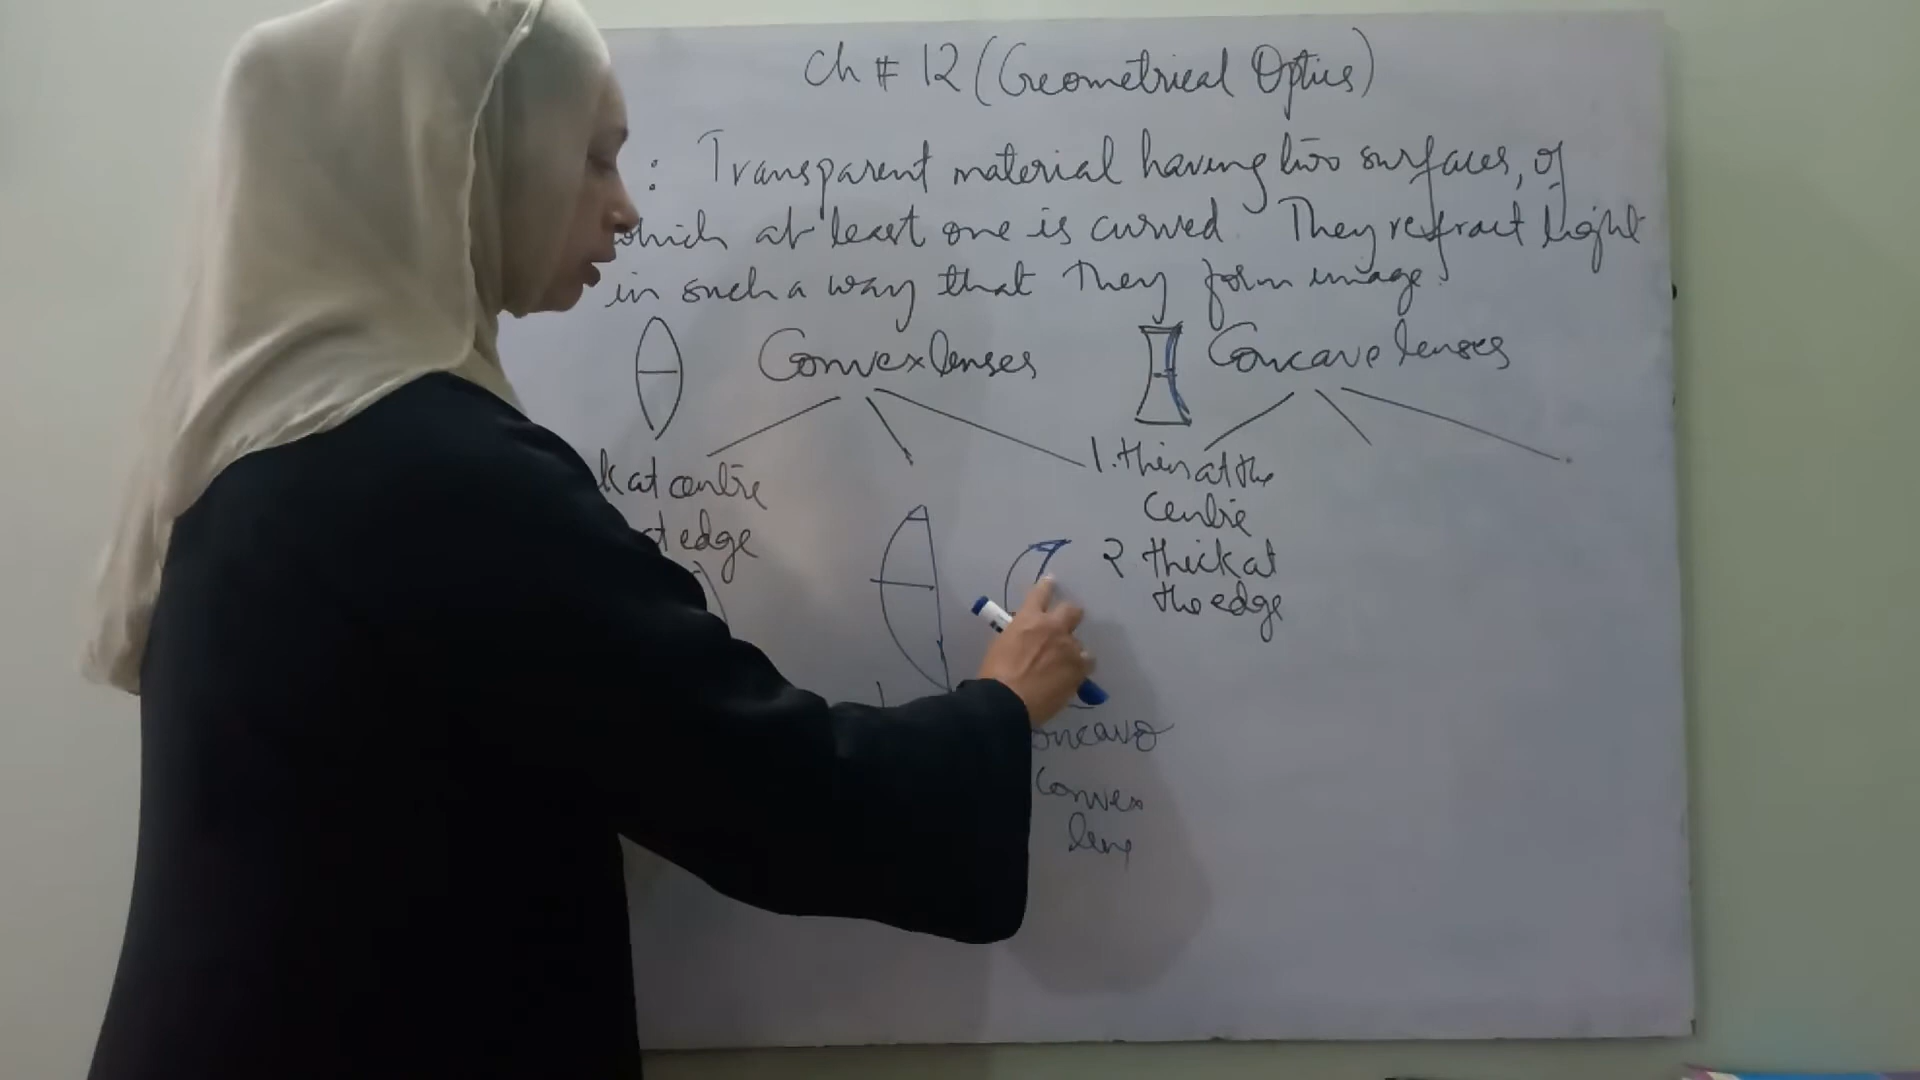 Ch # 12 (Geometrical Optics)
: Transparent material having two surfaces, of
which at least one is curved. They refract light
in such a way that they form image.
Convex lenses
Concave lenses
k at centre
at edge
1. thin at the
centre
2 thick at
the edge
oncavo
Convex
lens